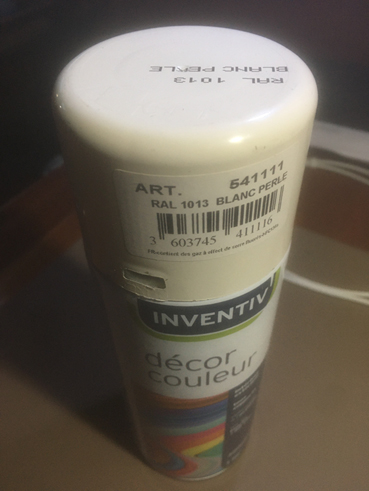 RAL 1013
BLANC PERLE
ART. 541111
RAL 1013 BLANC PERLE
3 603745 411116
INVENTIV
décor
couleur